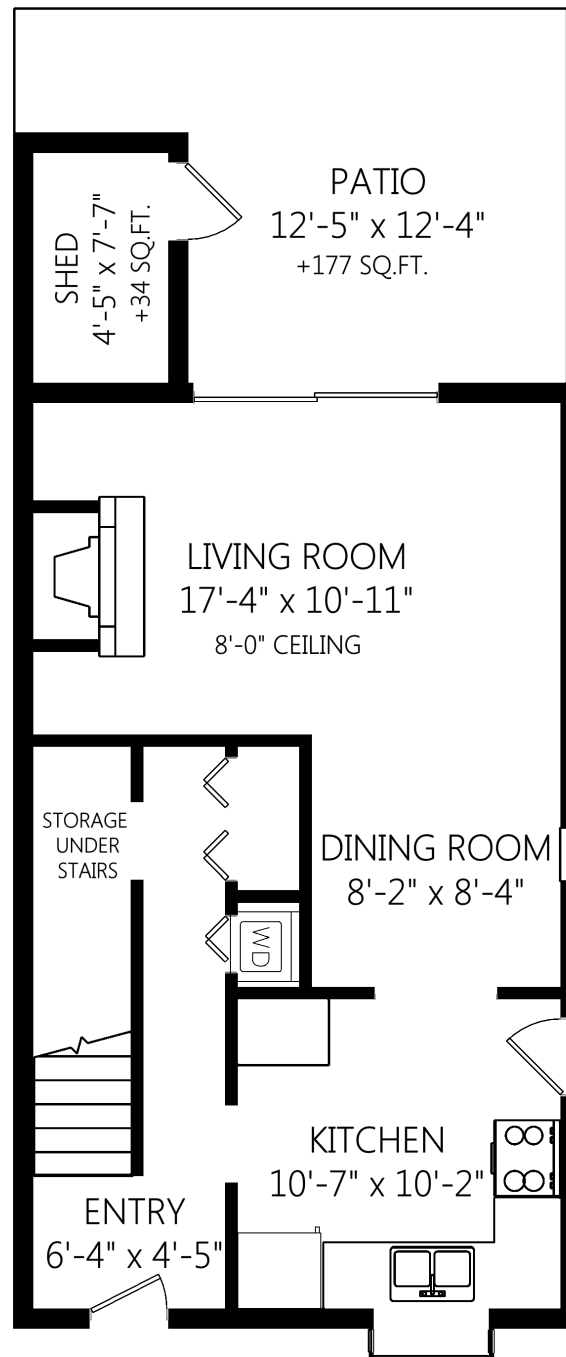 PATIO
12'-5" x 12'-4"
+177 SQ.FT.
SHED
4'-5" x 7'-7"
+34 SQ.FT.
LIVING ROOM
17'-4" x 10'-11"
8'-0" CEILING
STORAGE
UNDER
STAIRS
DINING ROOM
8'-2" x 8'-4"
WD
KITCHEN
10'-7" x 10'-2"
ENTRY
6'-4" x 4'-5"